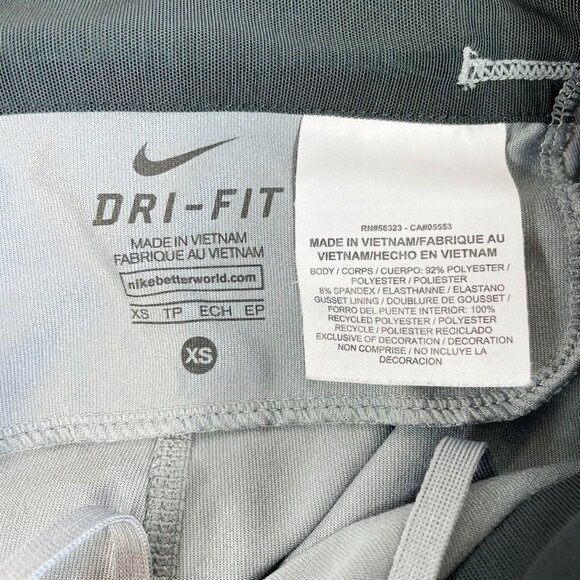 DRI-FIT
MADE IN VIETNAM
FABRIQUE AU VIETNAM
nikebetterworld.com
XS TP ECH EP
XS
RN#56323 - CA#05553
MADE IN VIETNAM/FABRIQUE AU
VIETNAM/HECHO EN VIETNAM
BODY / CORPS / CUERPO: 92% POLYESTER /
POLYESTER / POLIESTER
8% SPANDEX / ELASTHANNE / ELASTANO
GUSSET LINING / DOUBLURE DE GOUSSET /
FORRO DEL PUENTE INTERIOR: 100%
RECYCLED POLYESTER / POLYESTER
RECYCLE / POLIESTER RECICLADO
EXCLUSIVE OF DECORATION / DECORATION
NON COMPRISE / NO INCLUYE LA
DECORACION